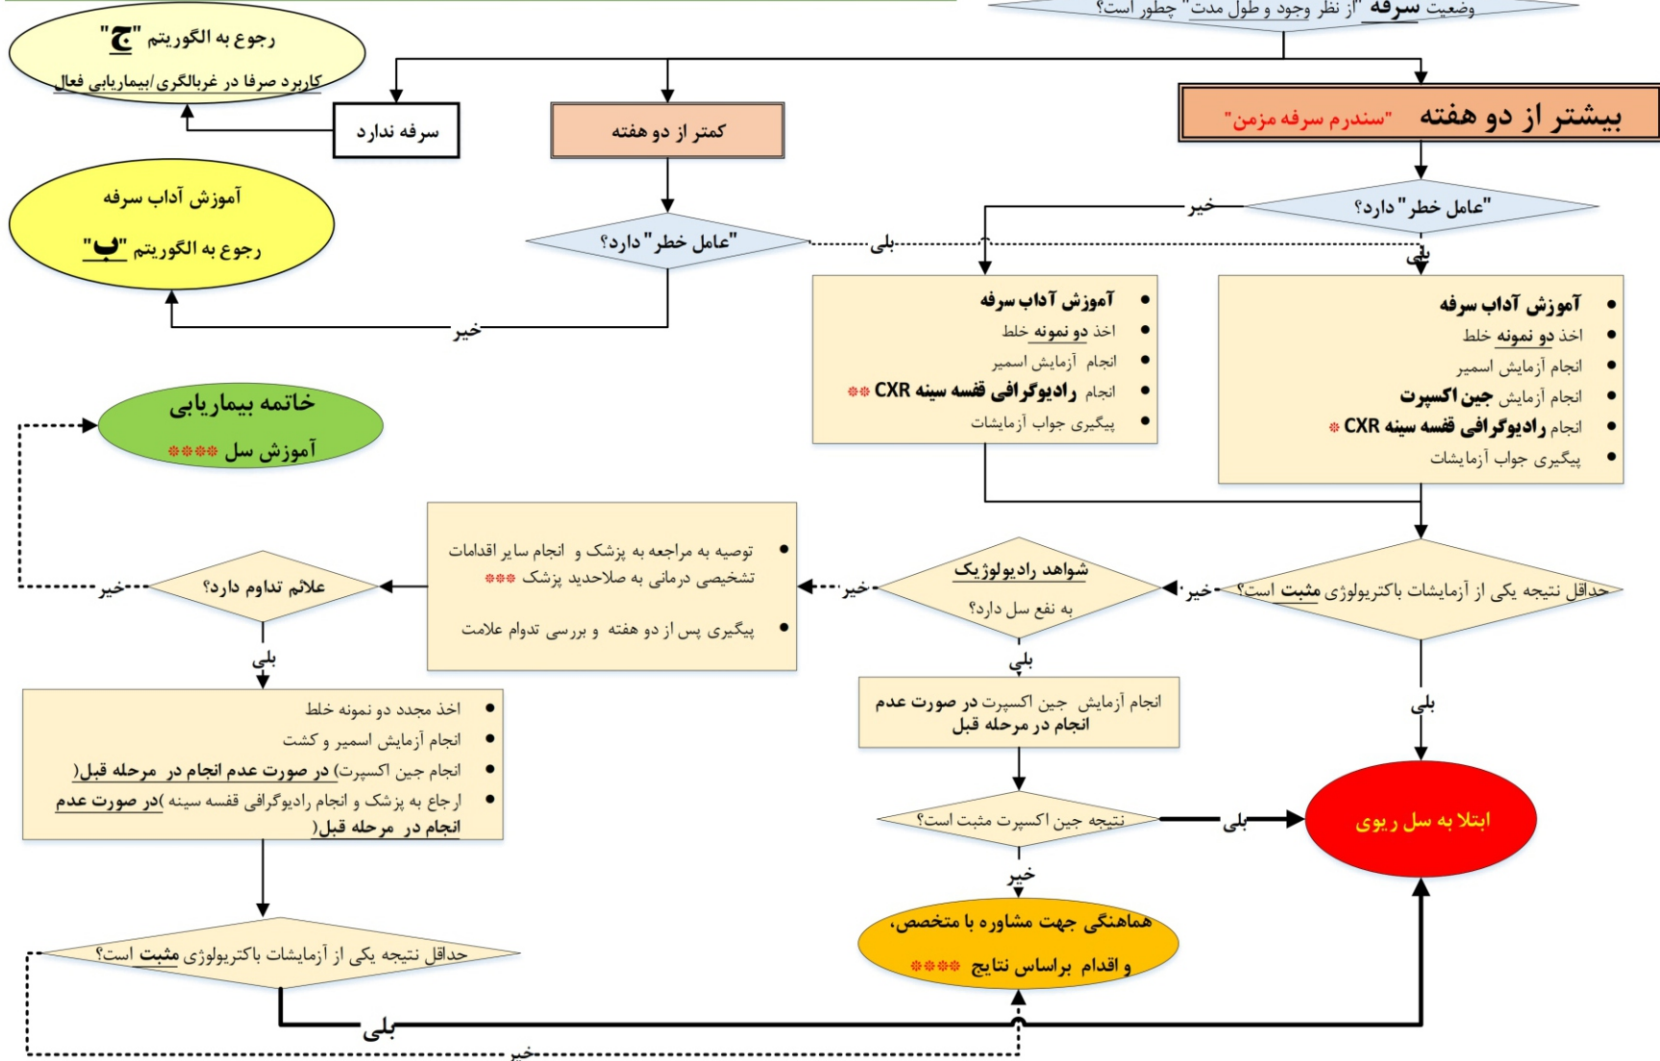 وضعیت سرفه "از نظر وجود و طول مدت" چطور است؟
بیشتر از دو هفته "سندرم سرفه مزمن"
کمتر از دو هفته
سرفه ندارد
رجوع به الگوریتم "ج"
کاربرد صرفا در غربالگری/بیماریابی فعال
"عامل خطر" دارد؟
خیر
بلی
"عامل خطر" دارد؟
بلی
خیر
آموزش آداب سرفه
رجوع به الگوریتم "ب"
• آموزش آداب سرفه
• اخذ دو نمونه خلط
• انجام آزمایش اسمیر
• انجام آزمایش جین اکسپرت
• انجام رادیوگرافی قفسه سینه CXR *
• پیگیری جواب آزمایشات
• آموزش آداب سرفه
• اخذ دو نمونه خلط
• انجام آزمایش اسمیر
• انجام رادیوگرافی قفسه سینه CXR **
• پیگیری جواب آزمایشات
حداقل نتیجه یکی از آزمایشات باکتریولوژی مثبت است؟
خیر
بلی
شواهد رادیولوژیک
به نفع سل دارد؟
خیر
بلی
• توصیه به مراجعه به پزشک و انجام سایر اقدامات
تشخیصی درمانی به صلاحدید پزشک ***
• پیگیری پس از دو هفته و بررسی تدوام علامت
علائم تداوم دارد؟
خیر
بلی
خاتمه بیماریابی
آموزش سل ****
انجام آزمایش جین اکسپرت در صورت عدم
انجام در مرحله قبل
نتیجه جین اکسپرت مثبت است؟
بلی
خیر
ابتلا به سل ریوی
هماهنگی جهت مشاوره با متخصص،
و اقدام براساس نتایج ****
• اخذ مجدد دو نمونه خلط
• انجام آزمایش اسمیر و کشت
• انجام جین اکسپرت) در صورت عدم انجام در مرحله قبل(
• ارجاع به پزشک و انجام رادیوگرافی قفسه سینه )در صورت عدم
انجام در مرحله قبل(
حداقل نتیجه یکی از آزمایشات باکتریولوژی مثبت است؟
بلی
خیر